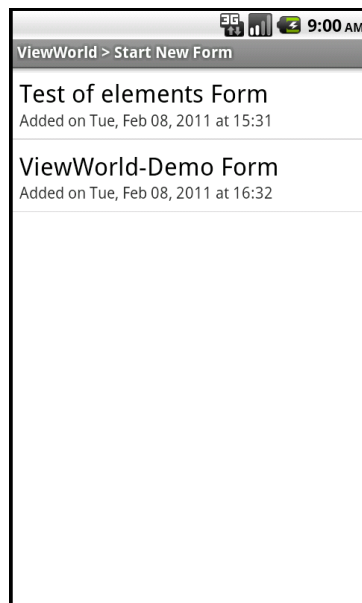 3G 9:00 AM
ViewWorld > Start New Form
Test of elements Form
Added on Tue, Feb 08, 2011 at 15:31
ViewWorld-Demo Form
Added on Tue, Feb 08, 2011 at 16:32